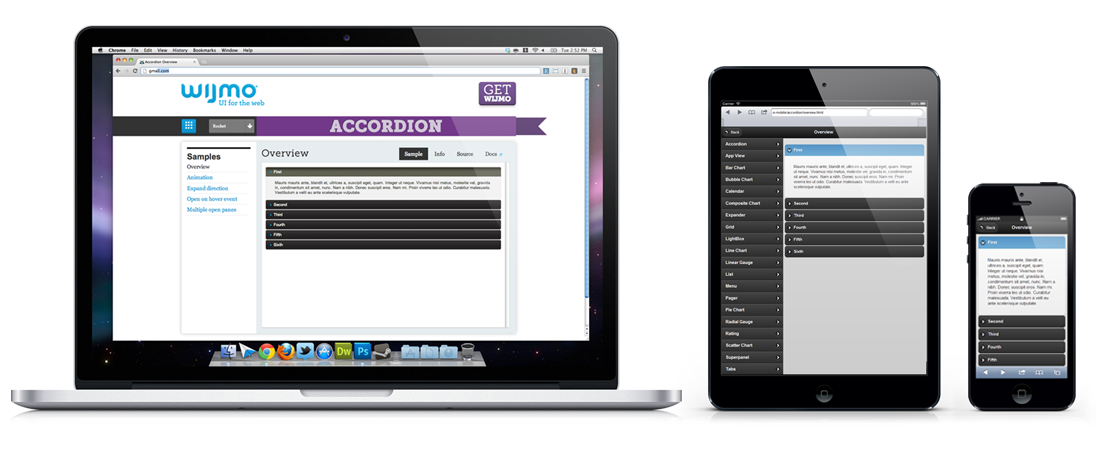 Chrome File Edit View History Bookmarks Window Help
Tue 2:52 PM
Accordion Overview
gmail.com
wijmo
UI for the web
GET
WIJMO
Rocket
ACCORDION
Samples
Overview
Animation
Expand direction
Open on hover event
Multiple open panes
Overview
Sample Info Source Docs
First
Mauris mauris ante, blandit et, ultrices a, suscipit eget, quam. Integer ut neque. Vivamus nisi metus, molestie vel, gravida
in, condimentum sit amet, nunc. Nam a nibh. Donec suscipit eros. Nam mi. Proin viverra leo ut odio. Curabitur malesuada.
Vestibulum a velit eu ante scelerisque vulputate.
Second
Third
Fourth
Fifth
Sixth
Dw
Ps
Carrier
100%
Back
Overview
Accordion
App View
Bar Chart
Bubble Chart
Calendar
Composite Chart
Expander
Grid
LightBox
Line Chart
Linear Gauge
List
Menu
Pager
Pie Chart
Radial Gauge
Rating
Scatter Chart
Superpanel
Tabs
First
Mauris mauris ante, blandit et, ultrices a, suscipit eget, quam. Integer
ut neque. Vivamus nisi metus, molestie vel, gravida in, condimentum
sit amet, nunc. Nam a nibh. Donec suscipit eros. Nam mi. Proin
viverra leo ut odio. Curabitur malesuada. Vestibulum a velit eu ante
scelerisque vulputate.
Second
Third
Fourth
Fifth
Sixth
CARRIER
Back
Overview
First
Mauris mauris ante, blandit et,
ultrices a, suscipit eget, quam.
Integer ut neque. Vivamus nisi
metus, molestie vel, gravida in,
condimentum sit amet, nunc. Nam a
nibh. Donec suscipit eros. Nam mi.
Proin viverra leo ut odio. Curabitur
malesuada. Vestibulum a velit eu
ante scelerisque vulputate.
Second
Third
Fourth
Fifth